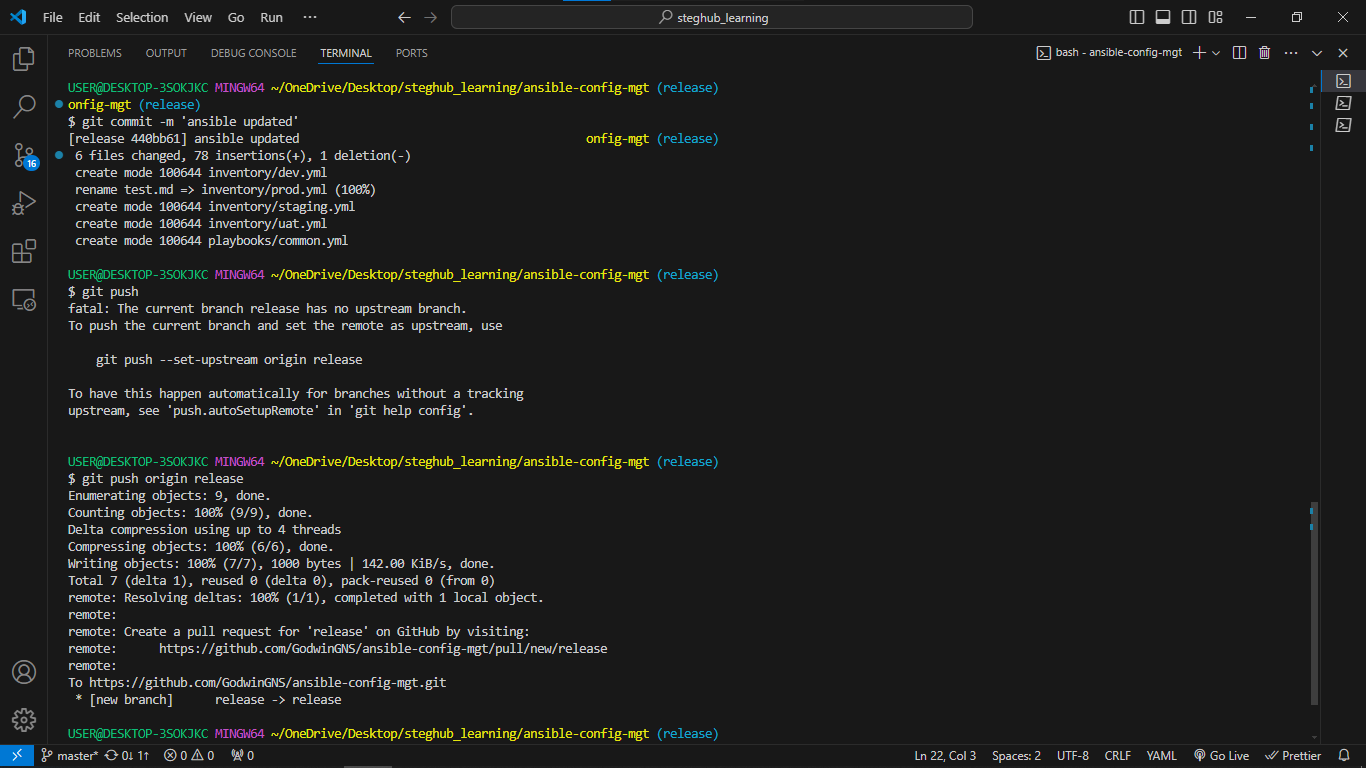 File Edit Selection View Go Run ···
steghub_learning
PROBLEMS OUTPUT DEBUG CONSOLE TERMINAL PORTS
bash - ansible-config-mgt
USER@DESKTOP-3SOKJKC MINGW64 ~/OneDrive/Desktop/steghub_learning/ansible-config-mgt (release)
onfig-mgt (release)
$ git commit -m 'ansible updated'
[release 440bb61] ansible updated onfig-mgt (release)
6 files changed, 78 insertions(+), 1 deletion(-)
create mode 100644 inventory/dev.yml
rename test.md => inventory/prod.yml (100%)
create mode 100644 inventory/staging.yml
create mode 100644 inventory/uat.yml
create mode 100644 playbooks/common.yml
USER@DESKTOP-3SOKJKC MINGW64 ~/OneDrive/Desktop/steghub_learning/ansible-config-mgt (release)
$ git push
fatal: The current branch release has no upstream branch.
To push the current branch and set the remote as upstream, use
git push --set-upstream origin release
To have this happen automatically for branches without a tracking
upstream, see 'push.autoSetupRemote' in 'git help config'.
USER@DESKTOP-3SOKJKC MINGW64 ~/OneDrive/Desktop/steghub_learning/ansible-config-mgt (release)
$ git push origin release
Enumerating objects: 9, done.
Counting objects: 100% (9/9), done.
Delta compression using up to 4 threads
Compressing objects: 100% (6/6), done.
Writing objects: 100% (7/7), 1000 bytes | 142.00 KiB/s, done.
Total 7 (delta 1), reused 0 (delta 0), pack-reused 0 (from 0)
remote: Resolving deltas: 100% (1/1), completed with 1 local object.
remote:
remote: Create a pull request for 'release' on GitHub by visiting:
remote: https://github.com/GodwinGNS/ansible-config-mgt/pull/new/release
remote:
To https://github.com/GodwinGNS/ansible-config-mgt.git
* [new branch] release -> release
USER@DESKTOP-3SOKJKC MINGW64 ~/OneDrive/Desktop/steghub_learning/ansible-config-mgt (release)
16
master* 0↓ 1↑ 0 0 0 Ln 22, Col 3 Spaces: 2 UTF-8 CRLF YAML Go Live Prettier